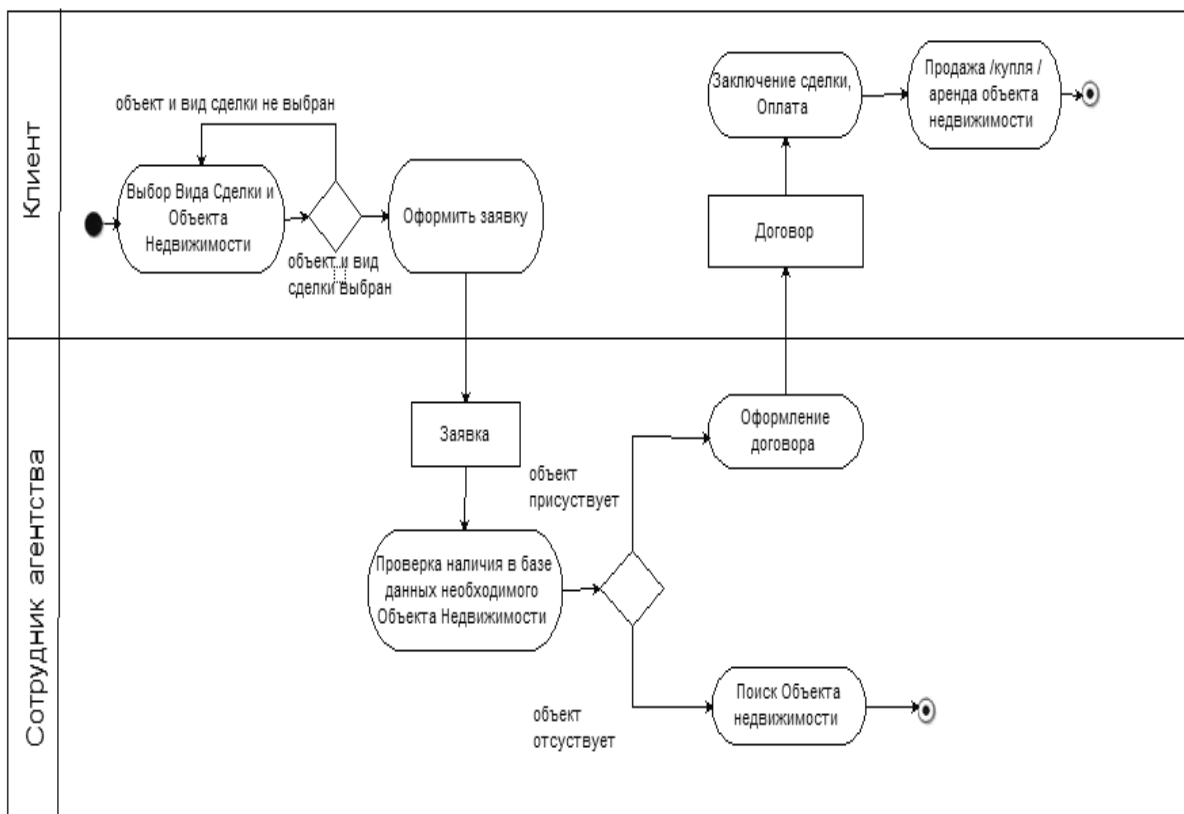 Клиент
объект и вид сделки не выбран
Выбор Вида Сделки и
Объекта
Недвижимости
объект и вид
сделки выбран
Оформить заявку
Заключение сделки,
Оплата
Продажа /купля /
аренда объекта
недвижимости
Договор
Сотрудник агентства
Заявка
объект
присуствует
Оформление
договора
Проверка наличия в базе
данных необходимого
Объекта Недвижимости
объект
отсуствует
Поиск Объекта
недвижимости